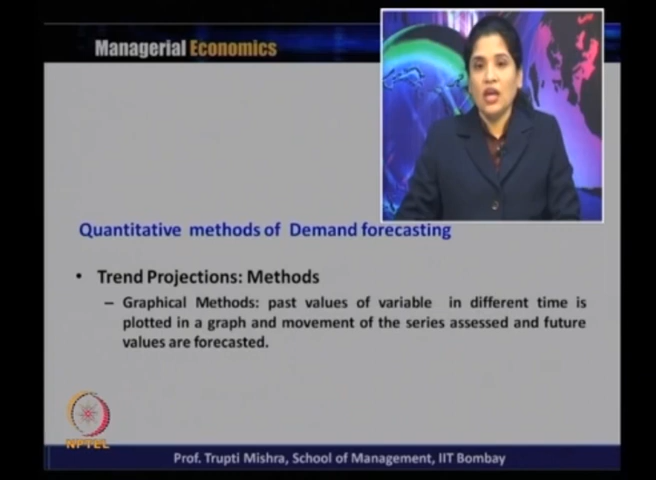 Managerial Economics
Quantitative methods of Demand forecasting
• Trend Projections: Methods
– Graphical Methods: past values of variable in different time is
plotted in a graph and movement of the series assessed and future
values are forecasted.
NPTEL
Prof. Trupti Mishra, School of Management, IIT Bombay